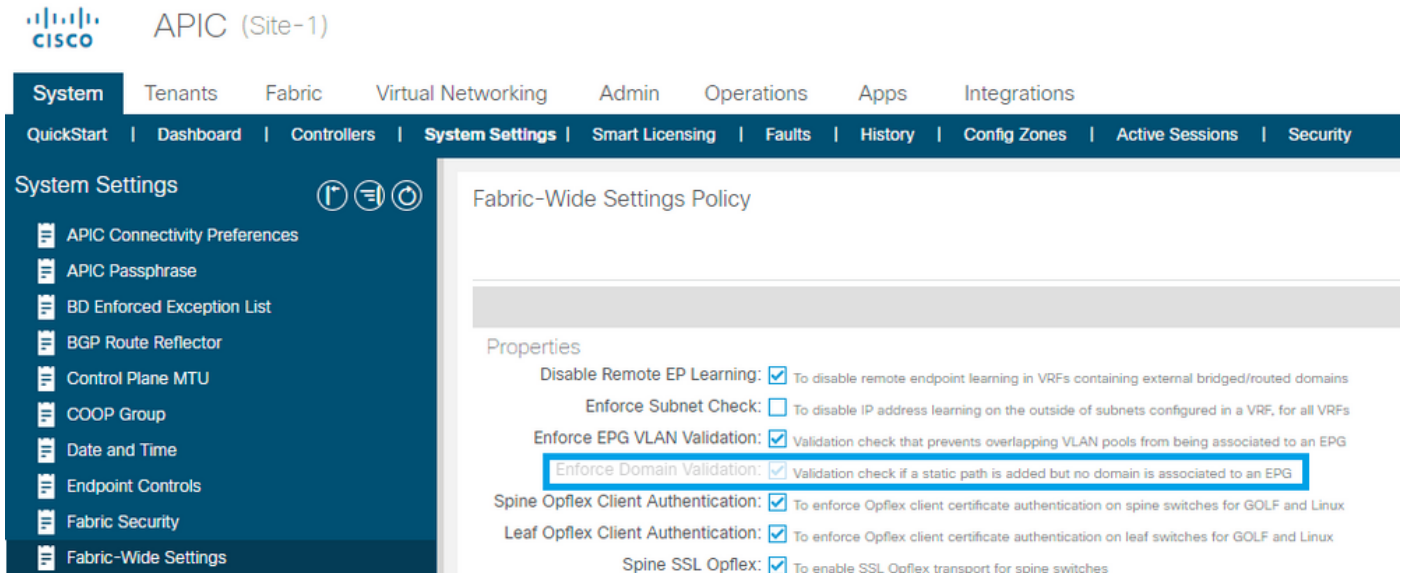 CISCO
APIC (Site-1)
System Tenants Fabric Virtual Networking Admin Operations Apps Integrations
QuickStart | Dashboard | Controllers | System Settings | Smart Licensing | Faults | History | Config Zones | Active Sessions | Security
System Settings
APIC Connectivity Preferences
APIC Passphrase
BD Enforced Exception List
BGP Route Reflector
Control Plane MTU
COOP Group
Date and Time
Endpoint Controls
Fabric Security
Fabric-Wide Settings
Fabric-Wide Settings Policy
Properties
Disable Remote EP Learning: To disable remote endpoint learning in VRFs containing external bridged/routed domains
Enforce Subnet Check: To disable IP address learning on the outside of subnets configured in a VRF, for all VRFs
Enforce EPG VLAN Validation: Validation check that prevents overlapping VLAN pools from being associated to an EPG
Enforce Domain Validation: Validation check if a static path is added but no domain is associated to an EPG
Spine Opflex Client Authentication: To enforce Opflex client certificate authentication on spine switches for GOLF and Linux
Leaf Opflex Client Authentication: To enforce Opflex client certificate authentication on leaf switches for GOLF and Linux
Spine SSL Opflex: To enable SSL Opflex transport for spine switches